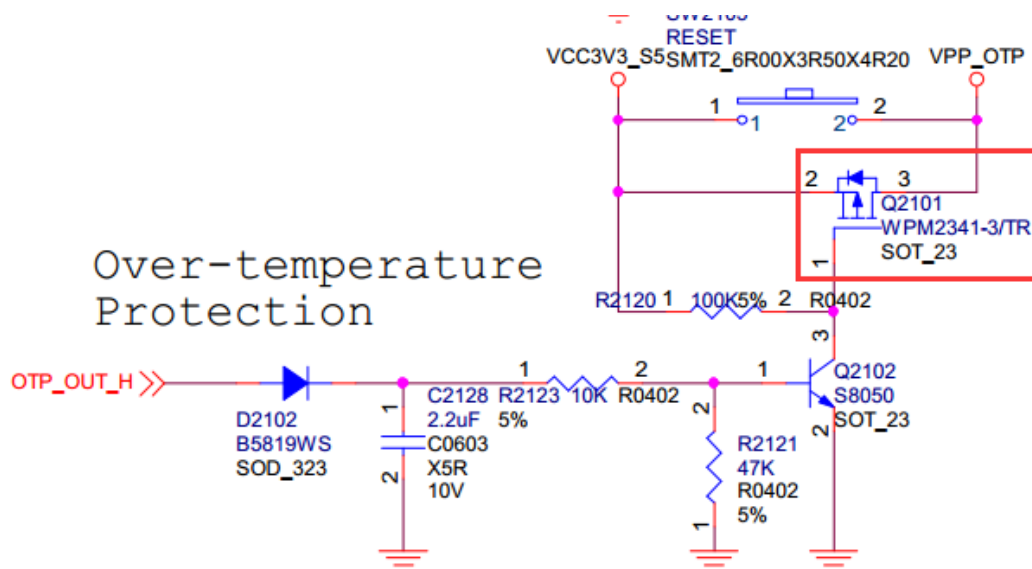 RESET
VCC3V3_S5
SMT2_6R00X3R50X4R20
VPP_OTP
1
2
1
2
2
3
Q2101
WPM2341-3/TR
SOT_23
1
Over-temperature
Protection
R2120
1
100K
5%
2
R0402
3
OTP_OUT_H
1
C2128
R2123
1
10K
2
R0402
1
Q2102
D2102
2.2uF
5%
2
S8050
B5819WS
C0603
R2121
SOT_23
SOD_323
X5R
47K
2
2
10V
R0402
1
5%